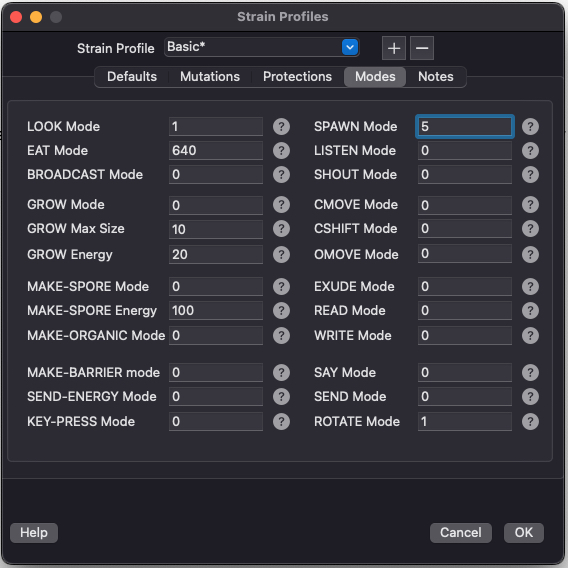 Strain Profiles
Strain Profile Basic* + −
Defaults Mutations Protections Modes Notes
LOOK Mode 1 ? SPAWN Mode 5 ?
EAT Mode 640 ? LISTEN Mode 0 ?
BROADCAST Mode 0 ? SHOUT Mode 0 ?
GROW Mode 0 ? CMOVE Mode 0 ?
GROW Max Size 10 ? CSHIFT Mode 0 ?
GROW Energy 20 ? OMOVE Mode 0 ?
MAKE-SPORE Mode 0 ? EXUDE Mode 0 ?
MAKE-SPORE Energy 100 ? READ Mode 0 ?
MAKE-ORGANIC Mode 0 ? WRITE Mode 0 ?
MAKE-BARRIER mode 0 ? SAY Mode 0 ?
SEND-ENERGY Mode 0 ? SEND Mode 0 ?
KEY-PRESS Mode 0 ? ROTATE Mode 1 ?
Help Cancel OK